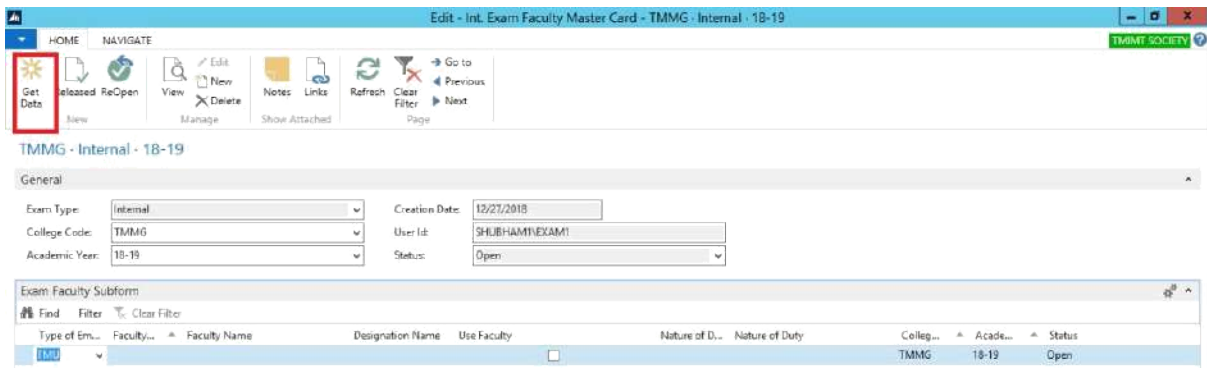 Edit - Int. Exam Faculty Master Card - TMMG - Internal - 18-19
HOME NAVIGATE
TMIMT SOCIETY
Get Data
Released ReOpen
View
Edit
New
Delete
Notes Links
Refresh
Clear Filter
Go to
Previous
Next
New Manage Show Attached Page
TMMG - Internal - 18-19
General
Exam Type: Internal Creation Date: 12/27/2018
College Code: TMMG User Id: SHUBHAM1\EXAM1
Academic Year: 18-19 Status: Open
Exam Faculty Subform
Find Filter Clear Filter
Type of Em... Faculty... Faculty Name Designation Name Use Faculty Nature of D... Nature of Duty Colleg... Acade... Status
TMU TMMG 18-19 Open